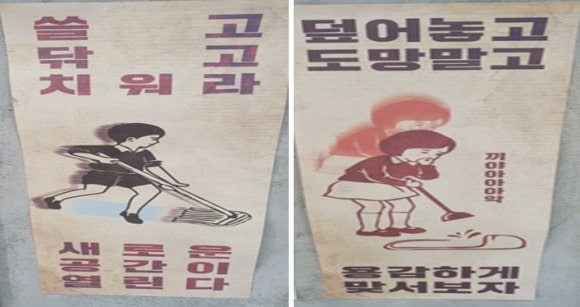 쓸고
닦고
치워라
새로운
공간이
열린다
덮어놓고
도망말고
끼야아아아악
용감하게
맞서보자